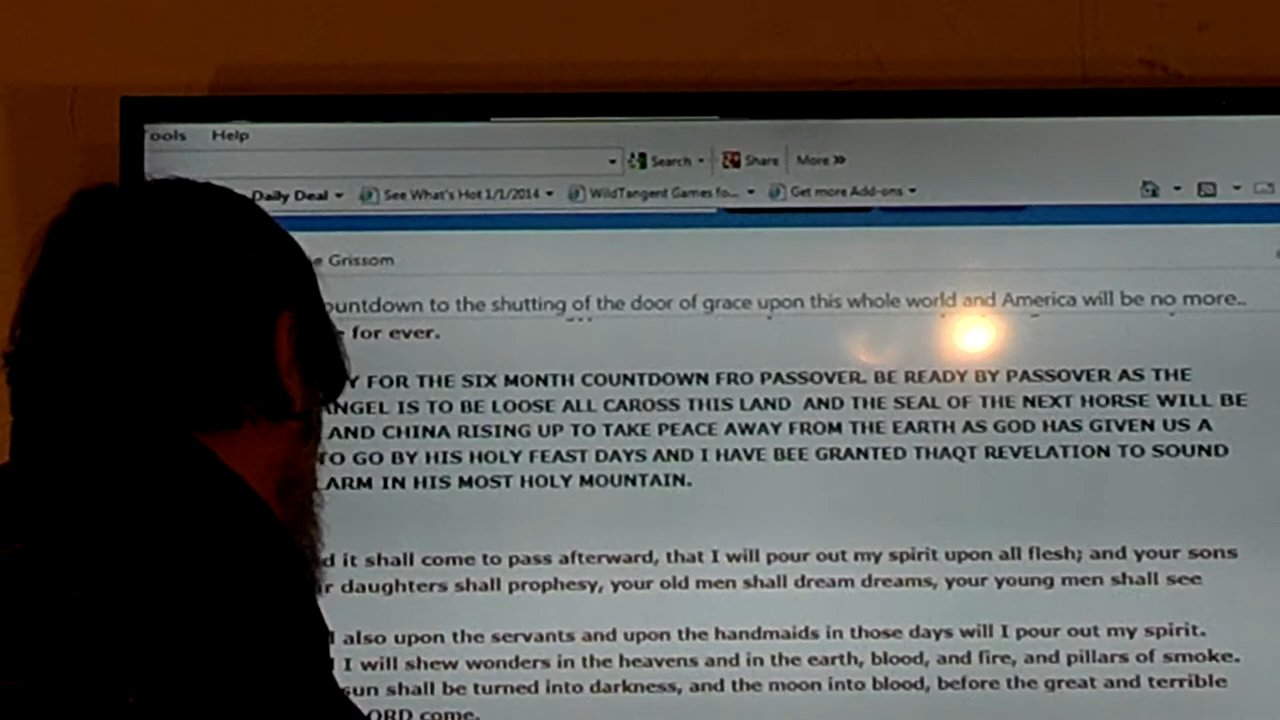 ools Help
Search Share More »
Daily Deal See What's Hot 1/1/2014 WildTangent Games fo... Get more Add-ons
e Grissom
ountdown to the shutting of the door of grace upon this whole world and America will be no more..
for ever.
Y FOR THE SIX MONTH COUNTDOWN FRO PASSOVER. BE READY BY PASSOVER AS THE
ANGEL IS TO BE LOOSE ALL CAROSS THIS LAND AND THE SEAL OF THE NEXT HORSE WILL BE
AND CHINA RISING UP TO TAKE PEACE AWAY FROM THE EARTH AS GOD HAS GIVEN US A
TO GO BY HIS HOLY FEAST DAYS AND I HAVE BEE GRANTED THAQT REVELATION TO SOUND
ARM IN HIS MOST HOLY MOUNTAIN.
d it shall come to pass afterward, that I will pour out my spirit upon all flesh; and your sons
r daughters shall prophesy, your old men shall dream dreams, your young men shall see
also upon the servants and upon the handmaids in those days will I pour out my spirit.
I will shew wonders in the heavens and in the earth, blood, and fire, and pillars of smoke.
sun shall be turned into darkness, and the moon into blood, before the great and terrible
ORD come.